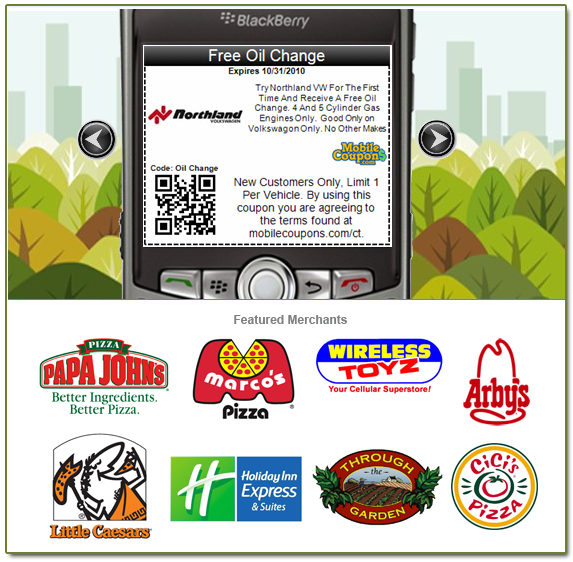 BlackBerry
Free Oil Change
Expires 10/31/2010
Northland
VOLKSWAGEN
Try Northland VW For The First
Time And Receive A Free Oil
Change. 4 And 5 Cylinder Gas
Engines Only. Good Only on
Volkswagon Only. No Other Makes
Mobile
Coupons
.com
Code: Oil Change
New Customers Only, Limit 1
Per Vehicle. By using this
coupon you are agreeing to
the terms found at
mobilecoupons.com/ct.
Featured Merchants
PIZZA
PAPA JOHN'S
Better Ingredients.
Better Pizza.
marco's
Pizza
WIRELESS
TOYZ
Your Cellular Superstore!
Arby's
Little Caesars
H
Holiday Inn
Express
& Suites
THROUGH
the
GARDEN
CiCi's
PIZZA